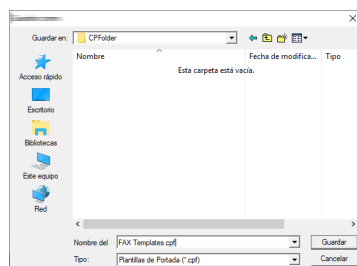 Guardar en: CPFolder
Nombre Fecha de modifica... Tipo
Esta carpeta está vacía.
Acceso rápido
Escritorio
Bibliotecas
Este equipo
Red
Nombre del FAX Templates.cpf Guardar
Tipo: Plantillas de Portada (*.cpf) Cancelar